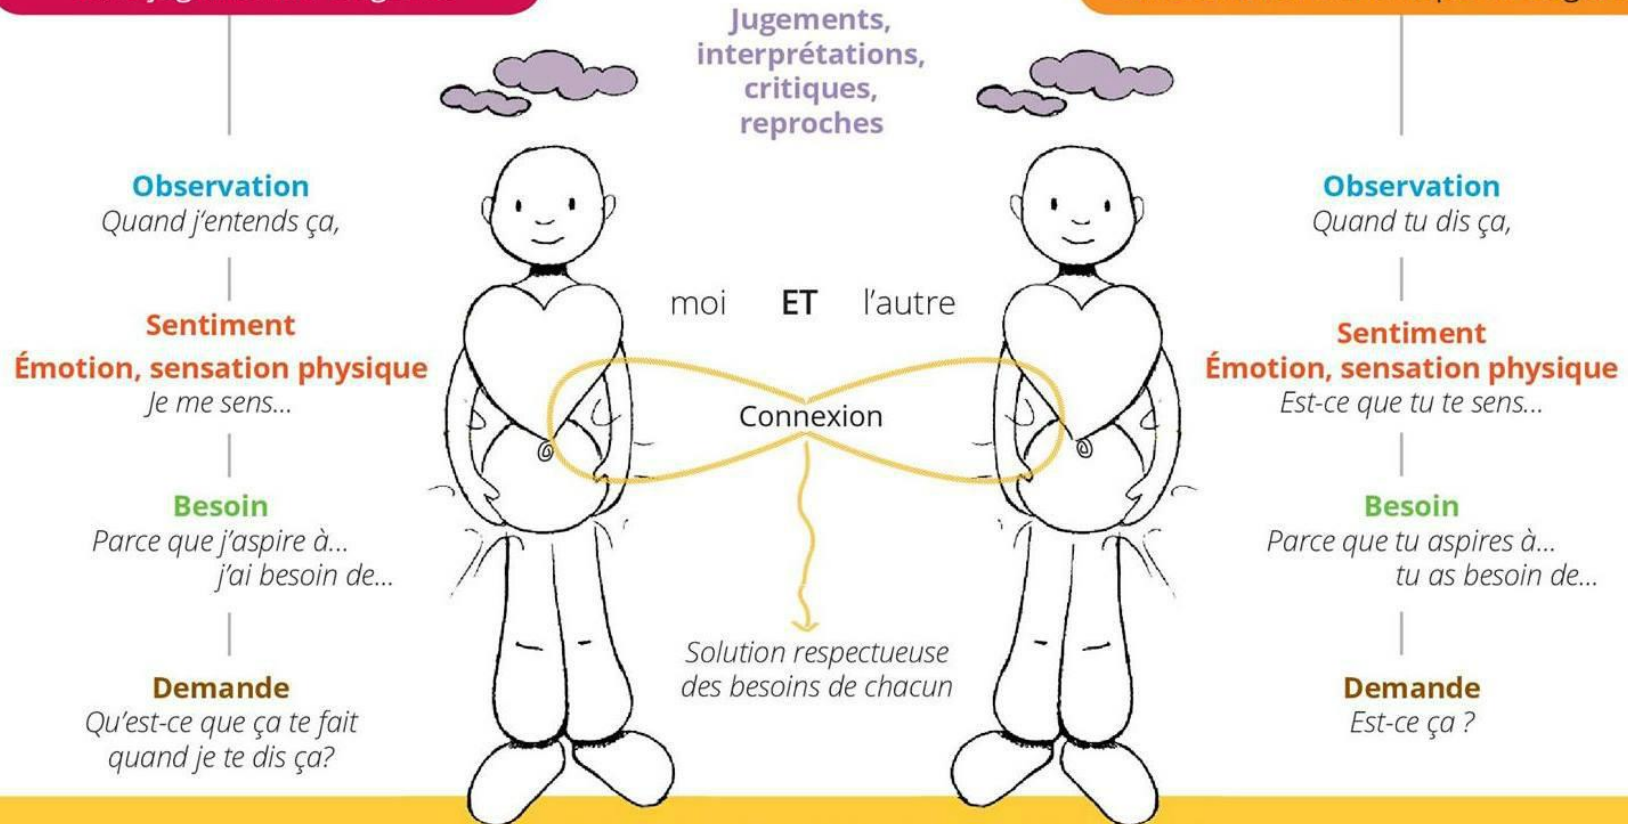 Jugements,
interprétations,
critiques,
reproches
Observation
Quand j'entends ça,
Sentiment
Émotion, sensation physique
Je me sens...
Besoin
Parce que j'aspire à...
j'ai besoin de...
Demande
Qu'est-ce que ça te fait
quand je te dis ça?
moi ET l'autre
Connexion
Solution respectueuse
des besoins de chacun
Observation
Quand tu dis ça,
Sentiment
Émotion, sensation physique
Est-ce que tu te sens...
Besoin
Parce que tu aspires à...
tu as besoin de...
Demande
Est-ce ça ?